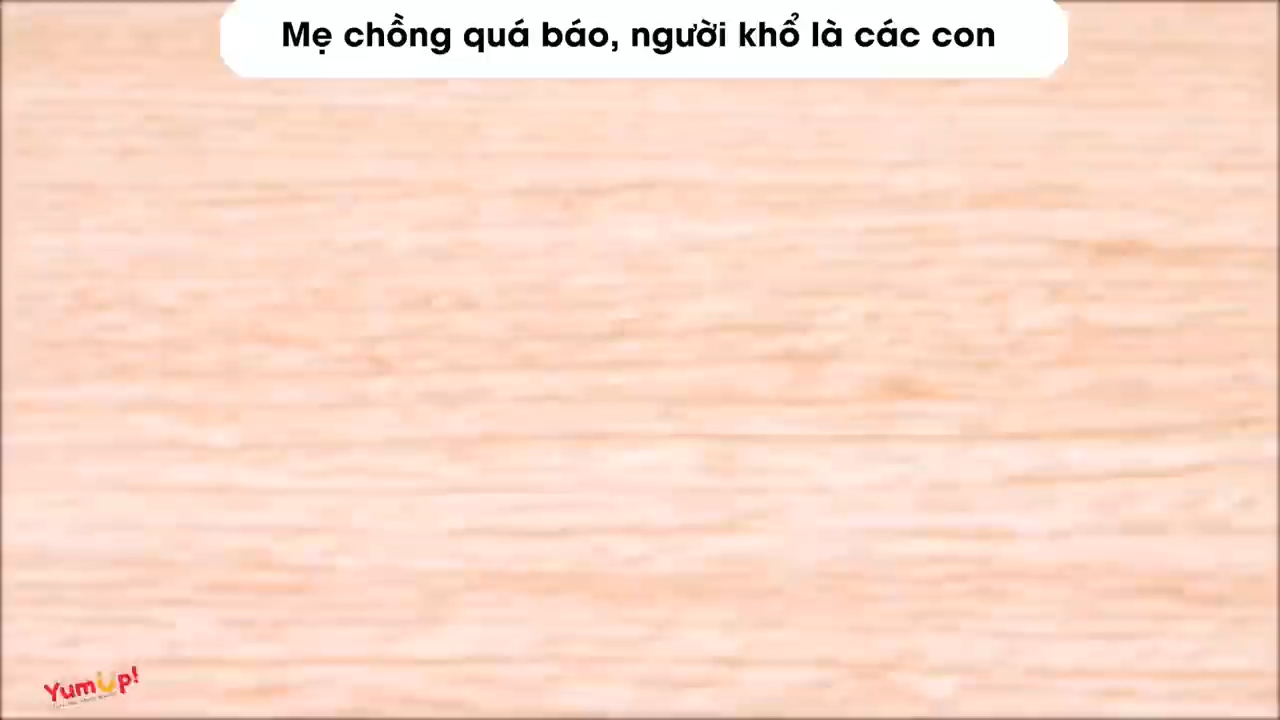 Mẹ chồng quá báo, người khổ là các con
YumUp!